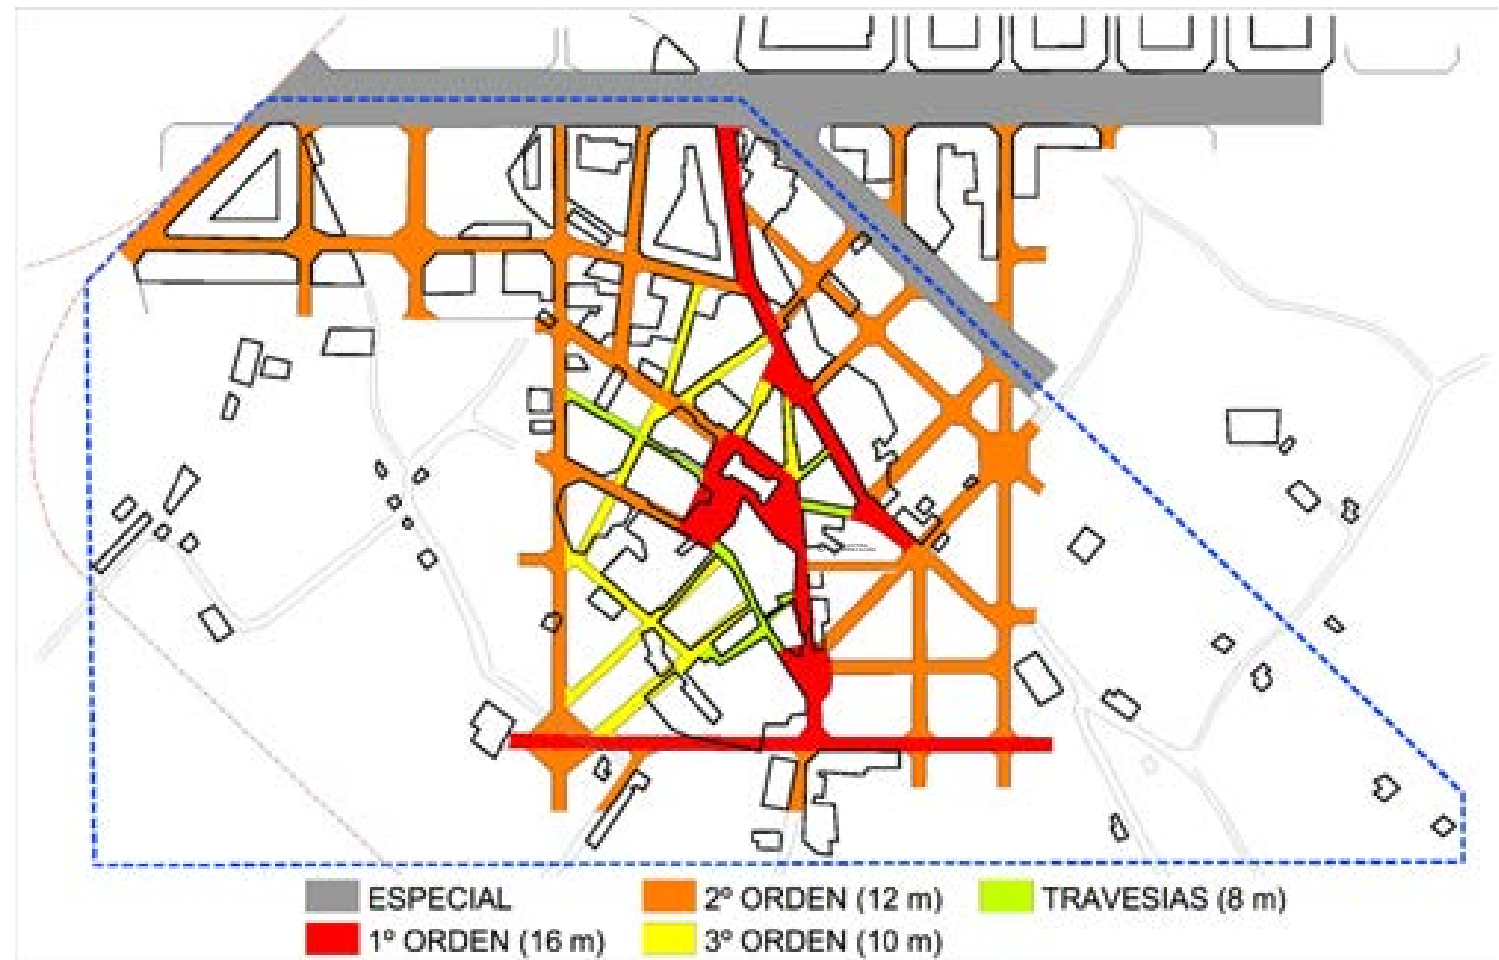 ESPECIAL
2º ORDEN (12 m)
TRAVESIAS (8 m)
1º ORDEN (16 m)
3º ORDEN (10 m)